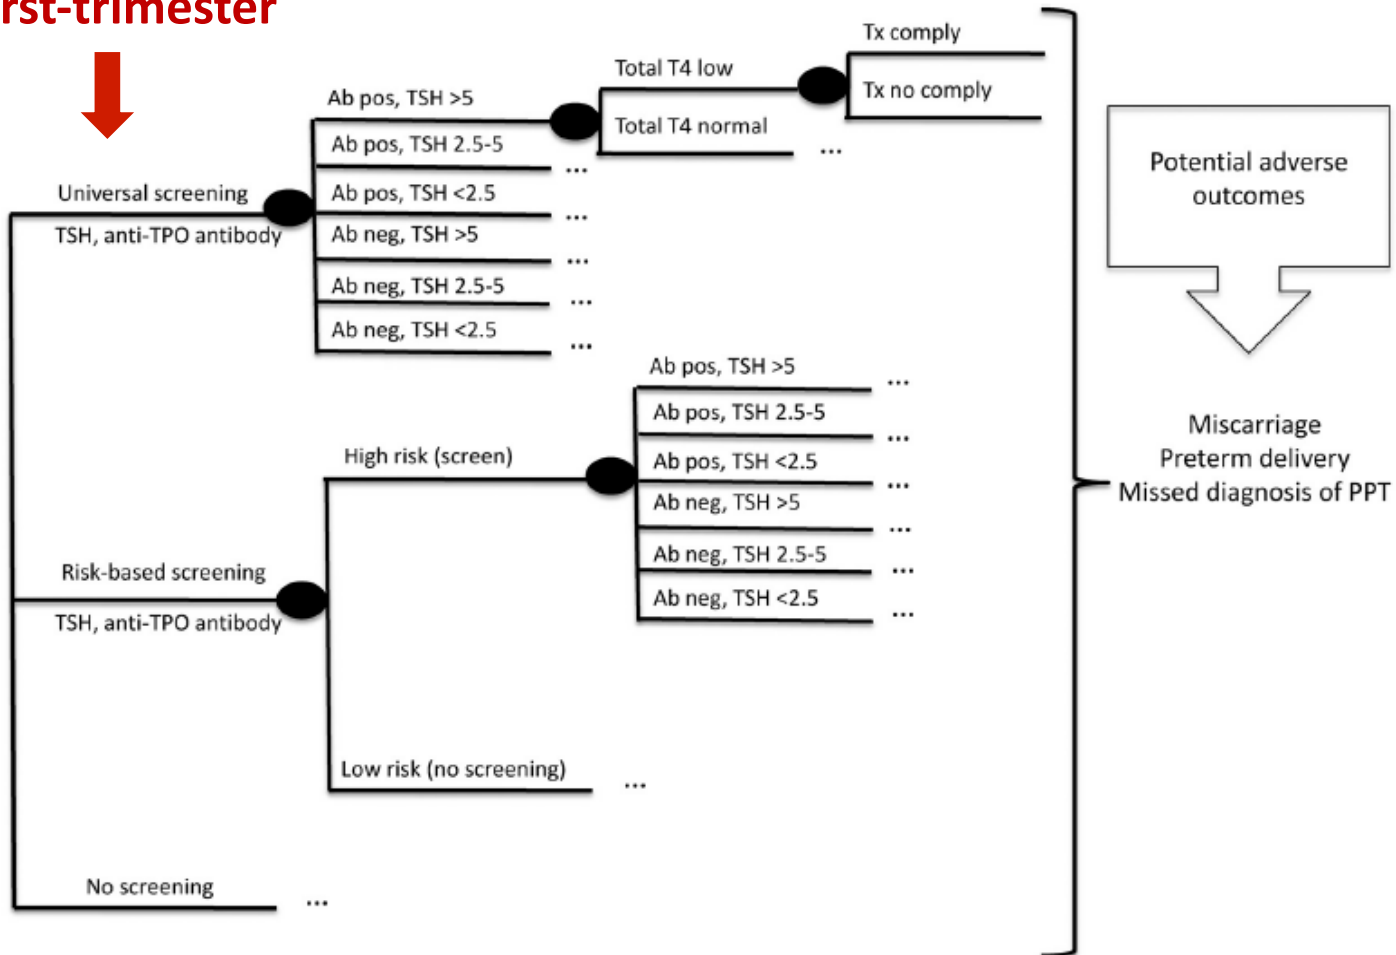 rst-trimester
Tx comply
Total T4 low
Tx no comply
Ab pos, TSH >5
Total T4 normal
...
Ab pos, TSH 2.5-5
...
Universal screening
Ab pos, TSH <2.5
...
TSH, anti-TPO antibody
Ab neg, TSH >5
...
Ab neg, TSH 2.5-5
...
Ab neg, TSH <2.5
...
Potential adverse
outcomes
Ab pos, TSH >5
...
Ab pos, TSH 2.5-5
...
High risk (screen)
Ab pos, TSH <2.5
...
Ab neg, TSH >5
...
Ab neg, TSH 2.5-5
...
Ab neg, TSH <2.5
...
Miscarriage
Preterm delivery
Missed diagnosis of PPT
Risk-based screening
TSH, anti-TPO antibody
Low risk (no screening)
...
No screening
...